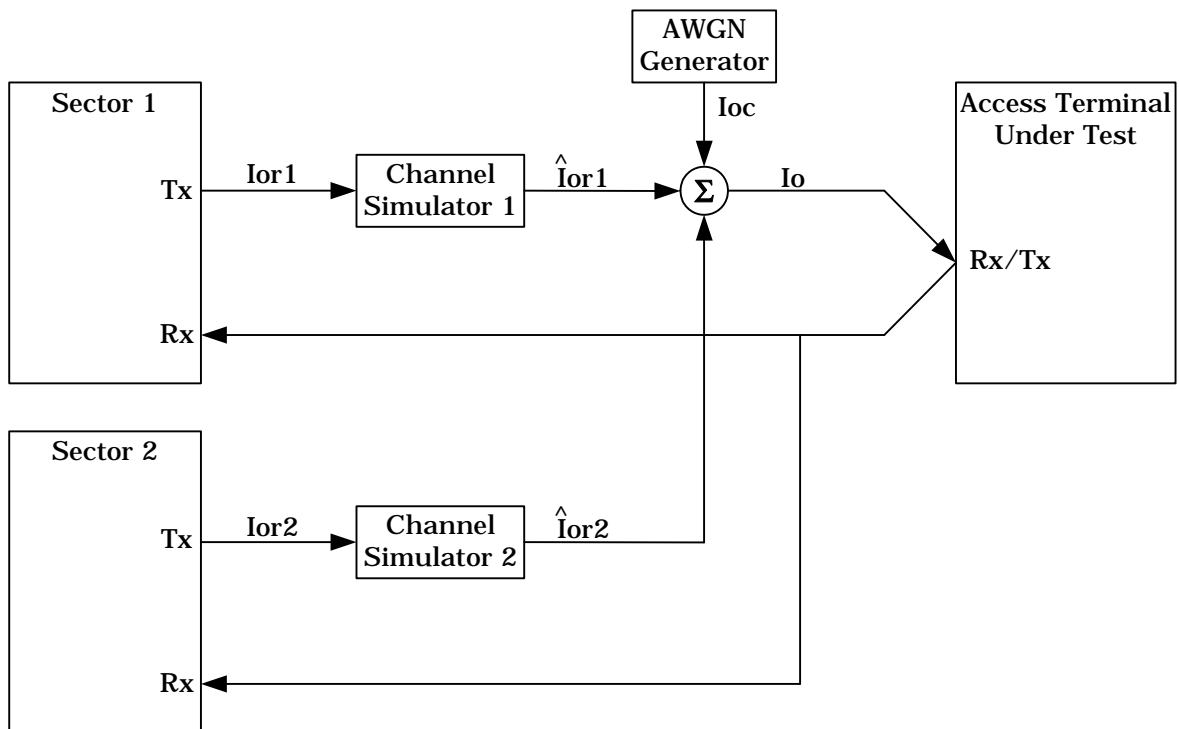 AWGN
Generator
Sector 1
Ioc
Access Terminal
Under Test
Tx
Ior1
Channel
Simulator 1
Îor1
Σ
Io
Rx/Tx
Rx
Sector 2
Tx
Ior2
Channel
Simulator 2
Îor2
Rx